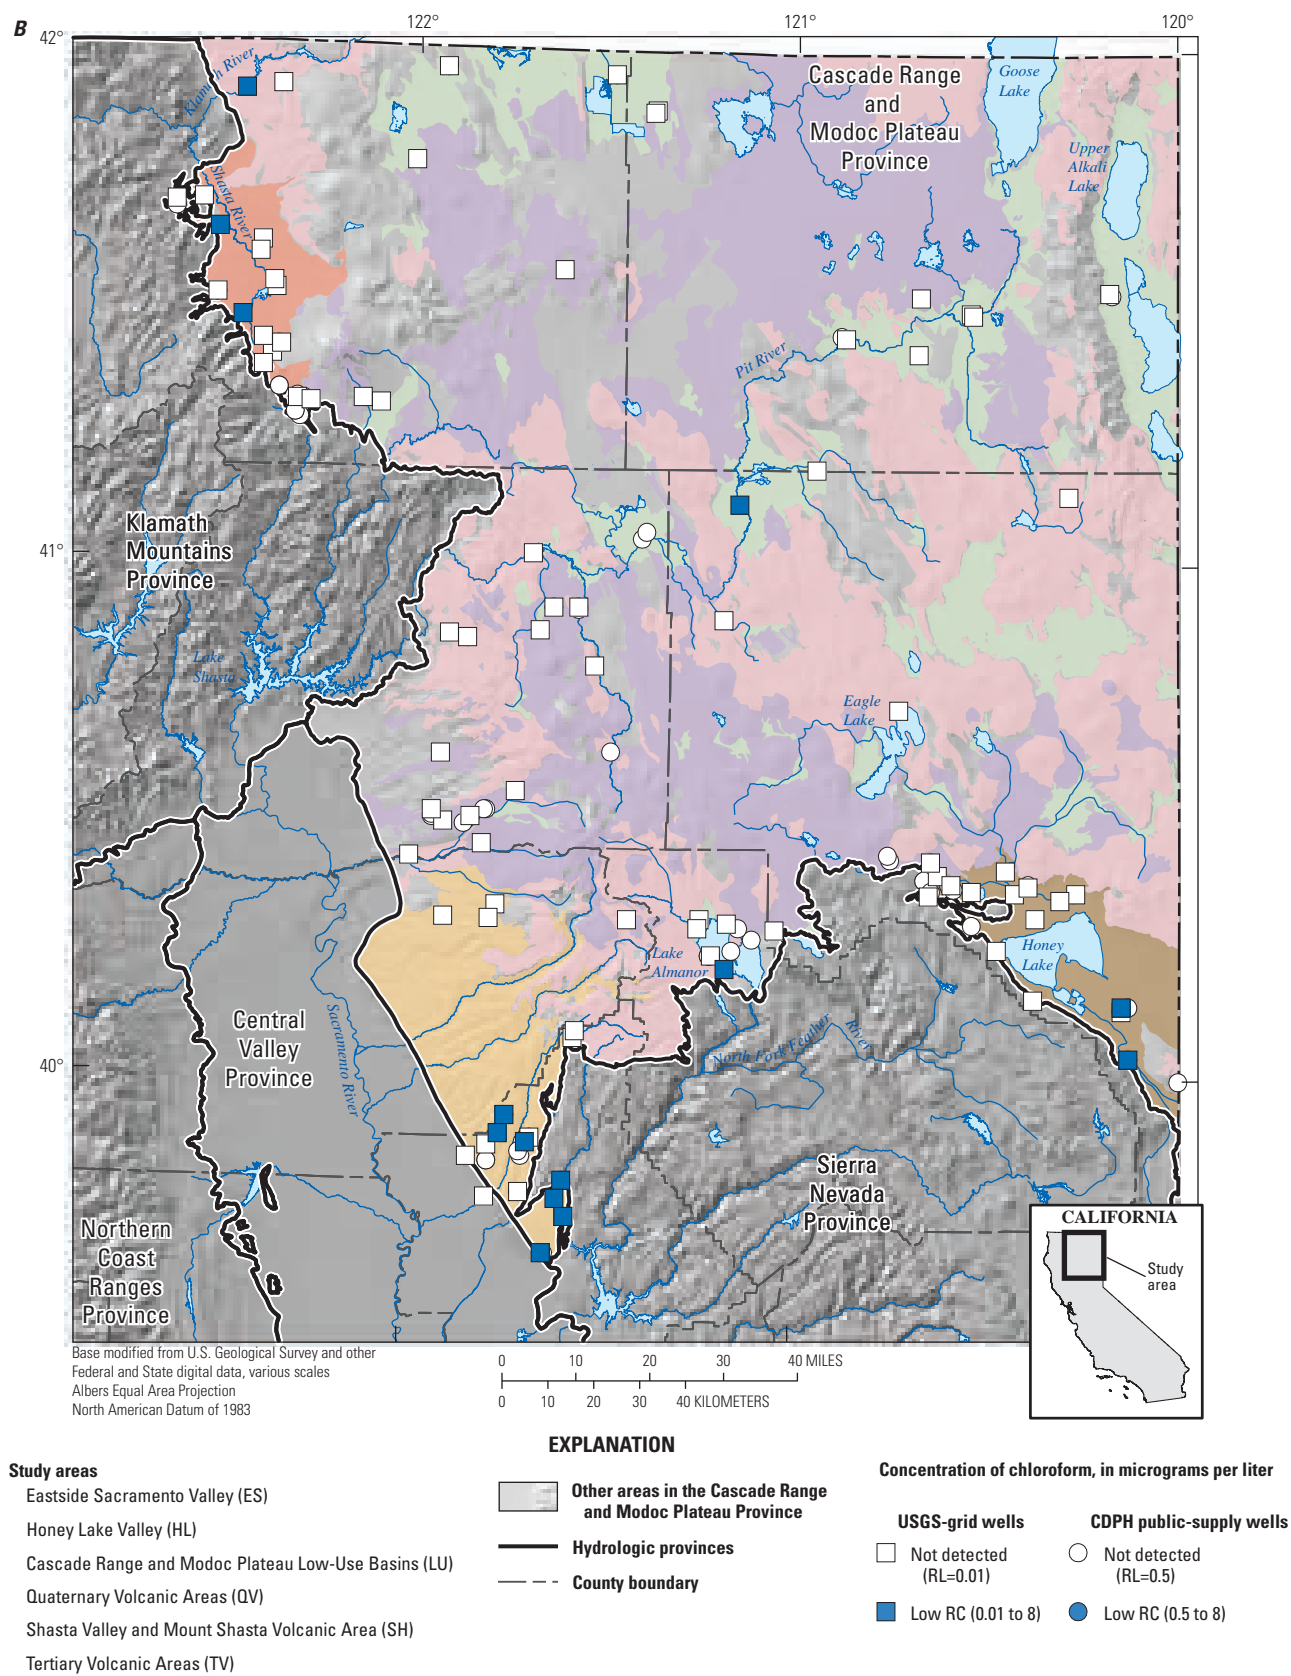 B
122°
121°
120°
42°
41°
40°
Cascade Range
and
Modoc Plateau
Province
Goose
Lake
Upper
Alkali
Lake
Shasta River
Pit River
Klamath
Mountains
Province
Lake
Shasta
Eagle
Lake
Lake
Almanor
Honey
Lake
Central
Valley
Province
Sacramento River
North Fork Feather
River
Sierra
Nevada
Province
Northern
Coast
Ranges
Province
CALIFORNIA
Study
area
Base modified from U.S. Geological Survey and other
Federal and State digital data, various scales
Albers Equal Area Projection
North American Datum of 1983
0 10 20 30 40 MILES
0 10 20 30 40 KILOMETERS
EXPLANATION
Study areas
Eastside Sacramento Valley (ES)
Honey Lake Valley (HL)
Cascade Range and Modoc Plateau Low-Use Basins (LU)
Quaternary Volcanic Areas (QV)
Shasta Valley and Mount Shasta Volcanic Area (SH)
Tertiary Volcanic Areas (TV)
Other areas in the Cascade Range
and Modoc Plateau Province
Hydrologic provinces
County boundary
Concentration of chloroform, in micrograms per liter
USGS-grid wells
Not detected
(RL=0.01)
Low RC (0.01 to 8)
CDPH public-supply wells
Not detected
(RL=0.5)
Low RC (0.5 to 8)